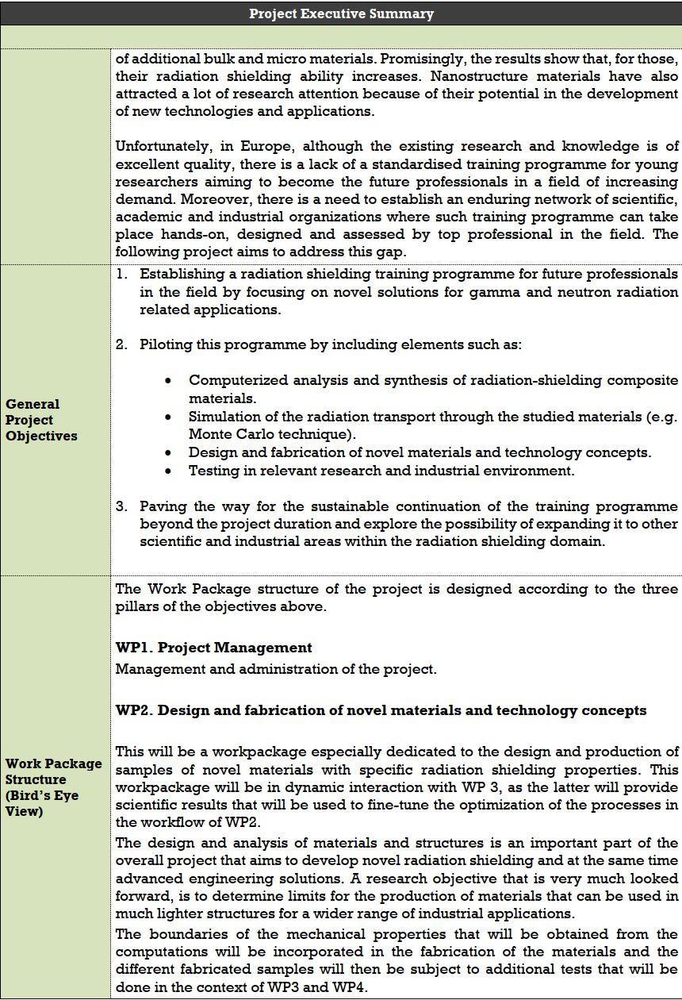 Project Executive Summary
of additional bulk and micro materials. Promisingly, the results show that, for those,
their radiation shielding ability increases. Nanostructure materials have also
attracted a lot of research attention because of their potential in the development
of new technologies and applications.
Unfortunately, in Europe, although the existing research and knowledge is of
excellent quality, there is a lack of a standardised training programme for young
researchers aiming to become the future professionals in a field of increasing
demand. Moreover, there is a need to establish an enduring network of scientific,
academic and industrial organizations where such training programme can take
place hands-on, designed and assessed by top professional in the field. The
following project aims to address this gap.
General
Project
Objectives
1. Establishing a radiation shielding training programme for future professionals
in the field by focusing on novel solutions for gamma and neutron radiation
related applications.
2. Piloting this programme by including elements such as:
• Computerized analysis and synthesis of radiation-shielding composite
materials.
• Simulation of the radiation transport through the studied materials (e.g.
Monte Carlo technique).
• Design and fabrication of novel materials and technology concepts.
• Testing in relevant research and industrial environment.
3. Paving the way for the sustainable continuation of the training programme
beyond the project duration and explore the possibility of expanding it to other
scientific and industrial areas within the radiation shielding domain.
Work Package
Structure
(Bird's Eye
View)
The Work Package structure of the project is designed according to the three
pillars of the objectives above.
WP1. Project Management
Management and administration of the project.
WP2. Design and fabrication of novel materials and technology concepts
This will be a workpackage especially dedicated to the design and production of
samples of novel materials with specific radiation shielding properties. This
workpackage will be in dynamic interaction with WP 3, as the latter will provide
scientific results that will be used to fine-tune the optimization of the processes in
the workflow of WP2.
The design and analysis of materials and structures is an important part of the
overall project that aims to develop novel radiation shielding and at the same time
advanced engineering solutions. A research objective that is very much looked
forward, is to determine limits for the production of materials that can be used in
much lighter structures for a wider range of industrial applications.
The boundaries of the mechanical properties that will be obtained from the
computations will be incorporated in the fabrication of the materials and the
different fabricated samples will then be subject to additional tests that will be
done in the context of WP3 and WP4.